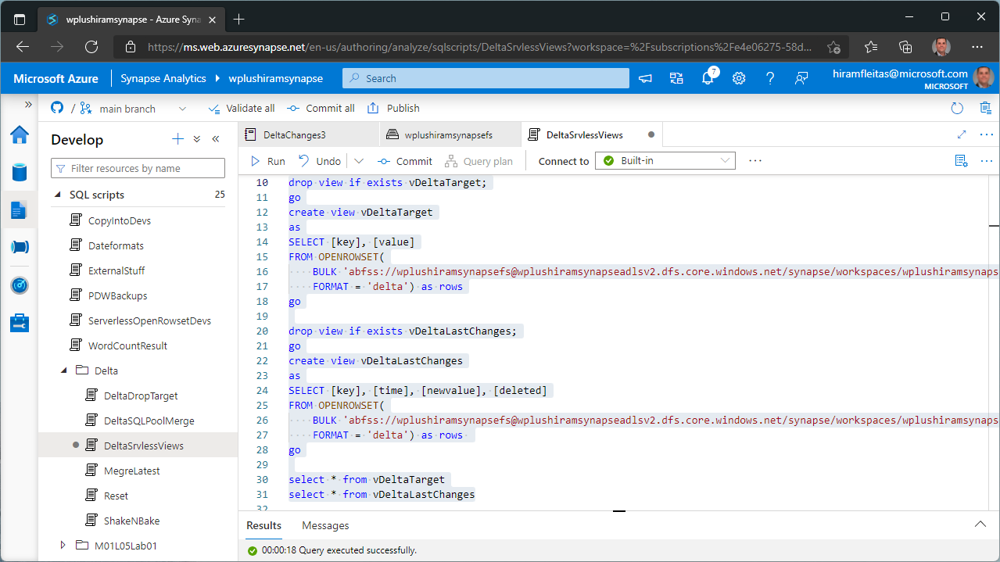 wplushiramsynapse - Azure Syna
https://ms.web.azuresynapse.net/en-us/authoring/analyze/sqlscripts/DeltaSrvlessViews?workspace=%2Fsubscriptions%2Fe4e06275-58d...
Microsoft Azure
Synapse Analytics
wplushiramsynapse
Search
7
hiramfleitas@microsoft.com
MICROSOFT
/ main branch
Validate all
Commit all
Publish
Develop
Filter resources by name
SQL scripts 25
CopyIntoDevs
Dateformats
ExternalStuff
PDWBackups
ServerlessOpenRowsetDevs
WordCountResult
Delta
DeltaDropTarget
DeltaSQLPoolMerge
DeltaSrvlessViews
MegreLatest
Reset
ShakeNBake
M01L05Lab01
DeltaChanges3
wplushiramsynapsefs
DeltaSrvlessViews
Run
Undo
Commit
Query plan
Connect to
Built-in
10 drop view if exists vDeltaTarget;
11 go
12 create view vDeltaTarget
13 as
14 SELECT [key], [value]
15 FROM OPENROWSET(
16 BULK 'abfss://wplushiramsynapsefs@wplushiramsynapseadlsv2.dfs.core.windows.net/synapse/workspaces/wplushiramsynaps
17 FORMAT = 'delta') as rows
18 go
19
20 drop view if exists vDeltaLastChanges;
21 go
22 create view vDeltaLastChanges
23 as
24 SELECT [key], [time], [newvalue], [deleted]
25 FROM OPENROWSET(
26 BULK 'abfss://wplushiramsynapsefs@wplushiramsynapseadlsv2.dfs.core.windows.net/synapse/workspaces/wplushiramsynaps
27 FORMAT = 'delta') as rows
28 go
29
30 select * from vDeltaTarget
31 select * from vDeltaLastChanges
32
Results
Messages
00:00:18 Query executed successfully.